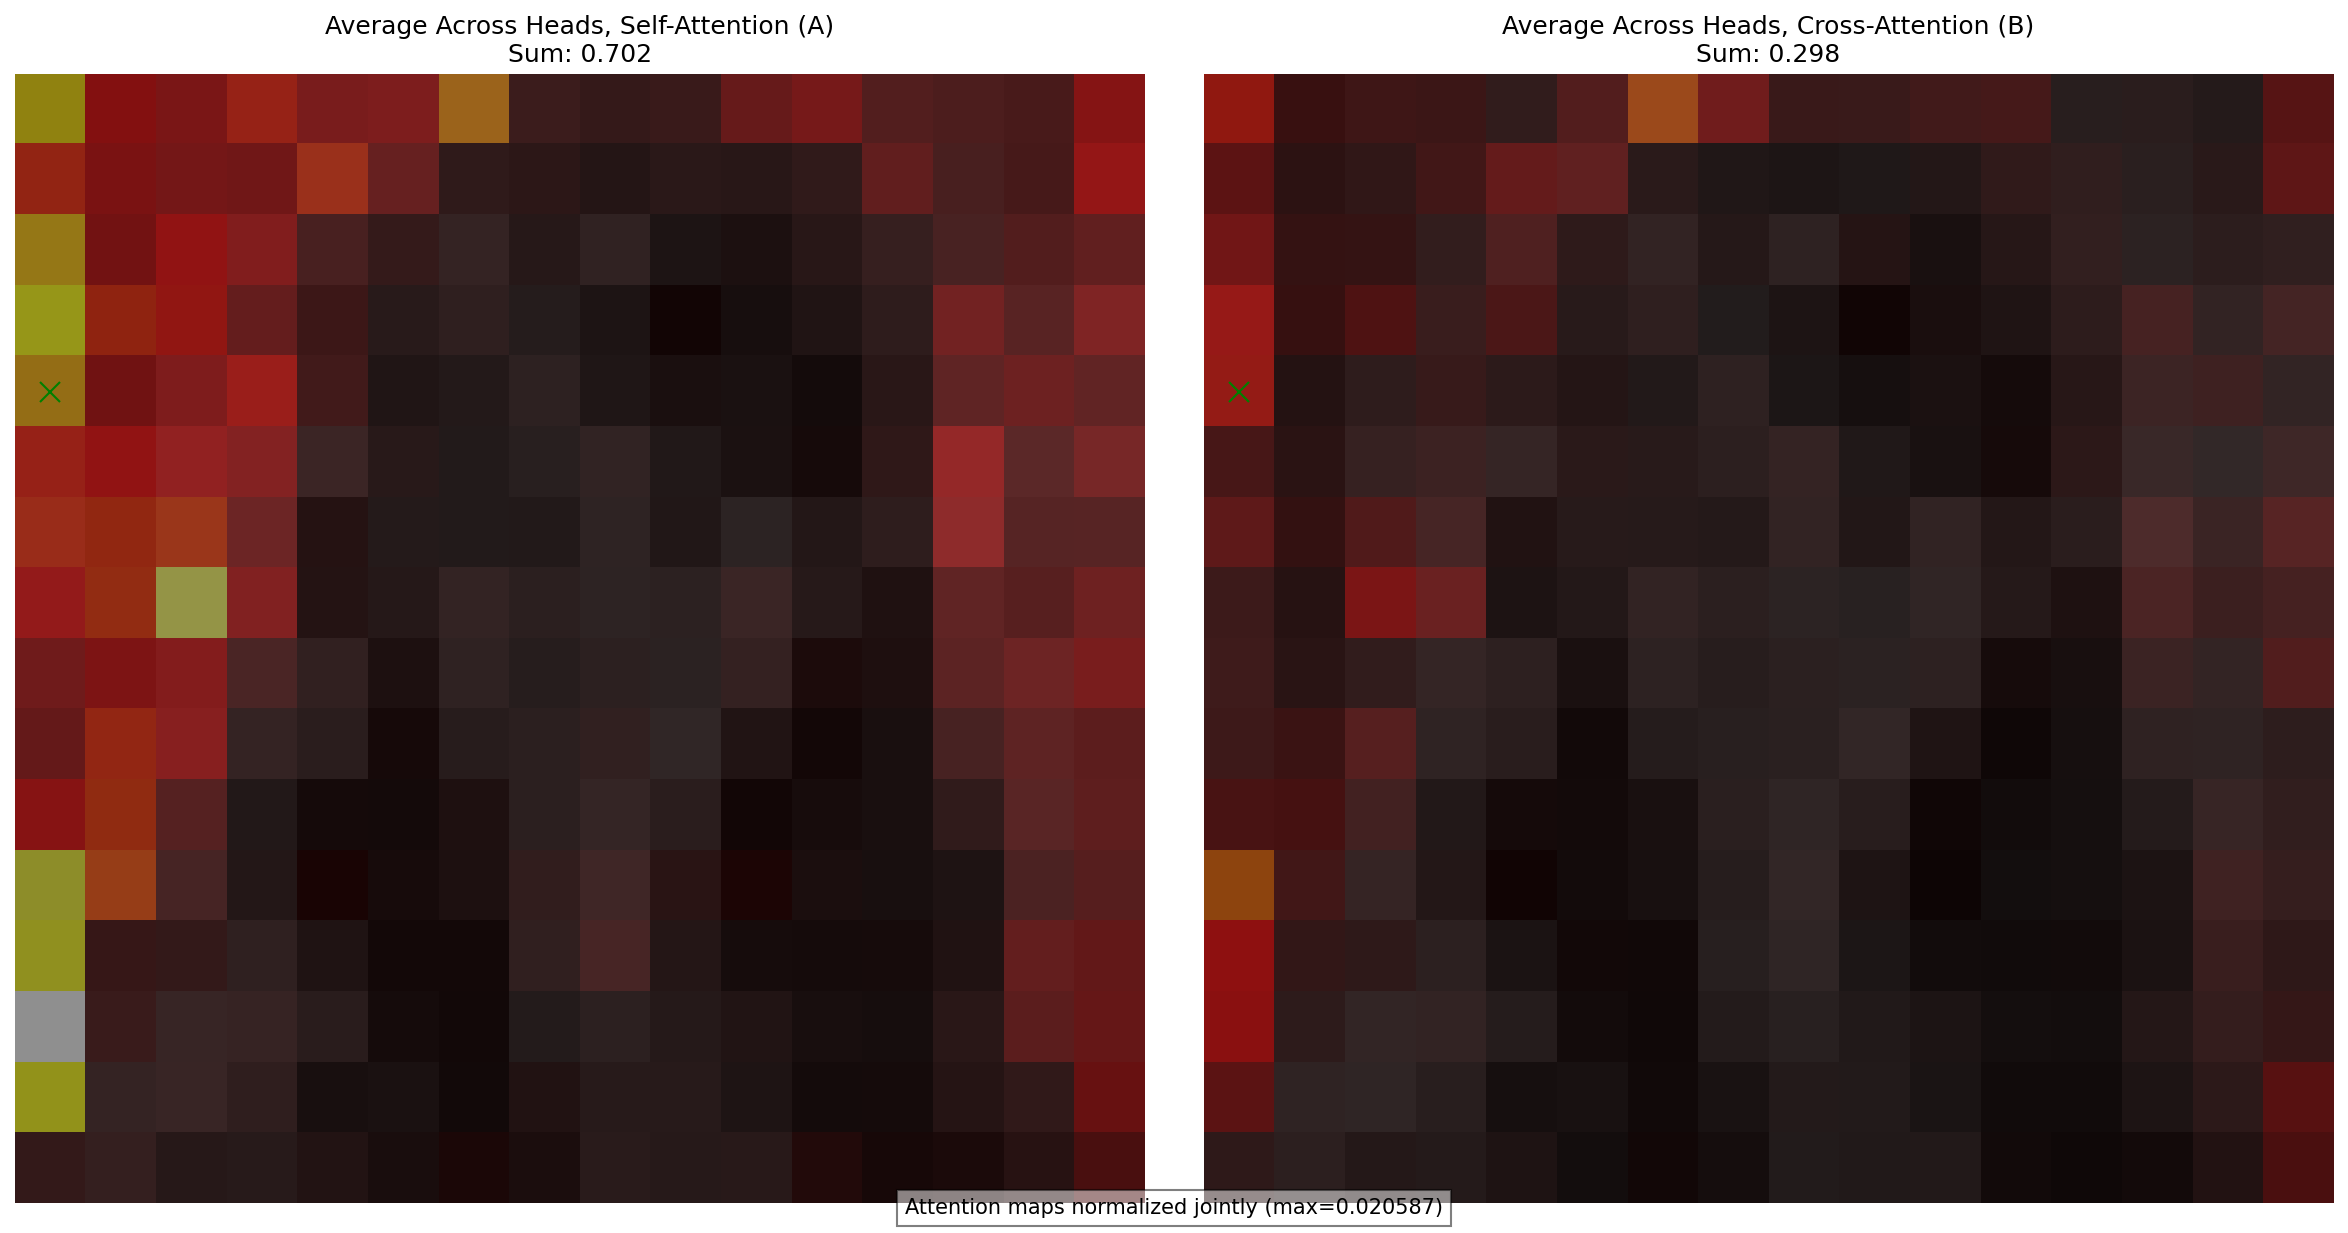 Average Across Heads, Self-Attention (A)
Sum: 0.702
Average Across Heads, Cross-Attention (B)
Sum: 0.298
Attention maps normalized jointly (max=0.020587)